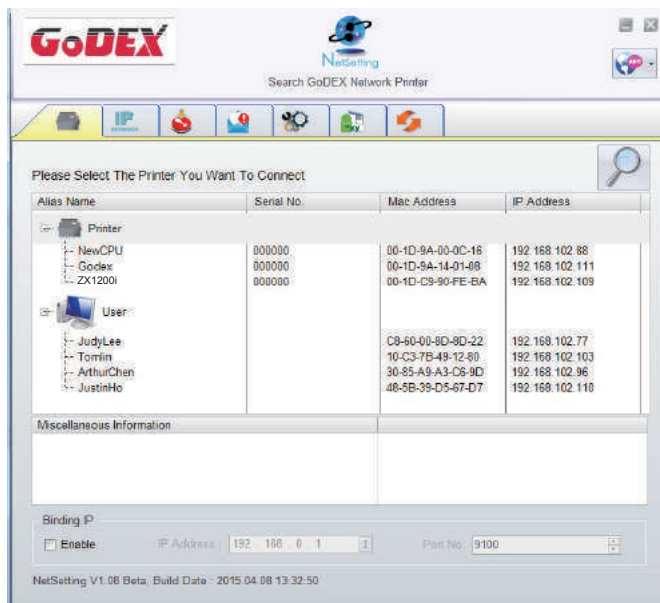 GoDEX
NetSetting
Search GoDEX Network Printer
IP
Please Select The Printer You Want To Connect
Alias Name Serial No. Mac Address IP Address
Printer
NewCPU 000000 00-1D-9A-00-0C-16 192.168.102.88
Godex 000000 00-1D-9A-14-01-08 192.168.102.111
ZX1200i 000000 00-1D-C9-90-FE-BA 192.168.102.109
User
JudyLee C8-60-00-8D-8D-22 192.168.102.77
Tomlin 10-C3-7B-49-12-80 192.168.102.103
ArthurChen 30-85-A9-A3-C6-9D 192.168.102.96
JustinHo 48-5B-39-D5-67-D7 192.168.102.110
Miscellaneous Information
Binding IP
Enable IP Address : 192 . 168 . 0 . 1 Port No. 9100
NetSetting V1.08 Beta, Build Date : 2015.04.08 13:32:50